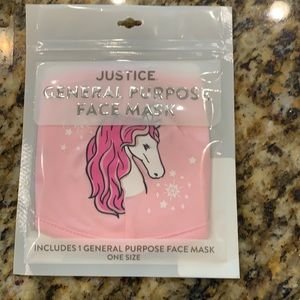 JUSTICE
GENERAL PURPOSE
FACE MASK
INCLUDES 1 GENERAL PURPOSE FACE MASK
ONE SIZE